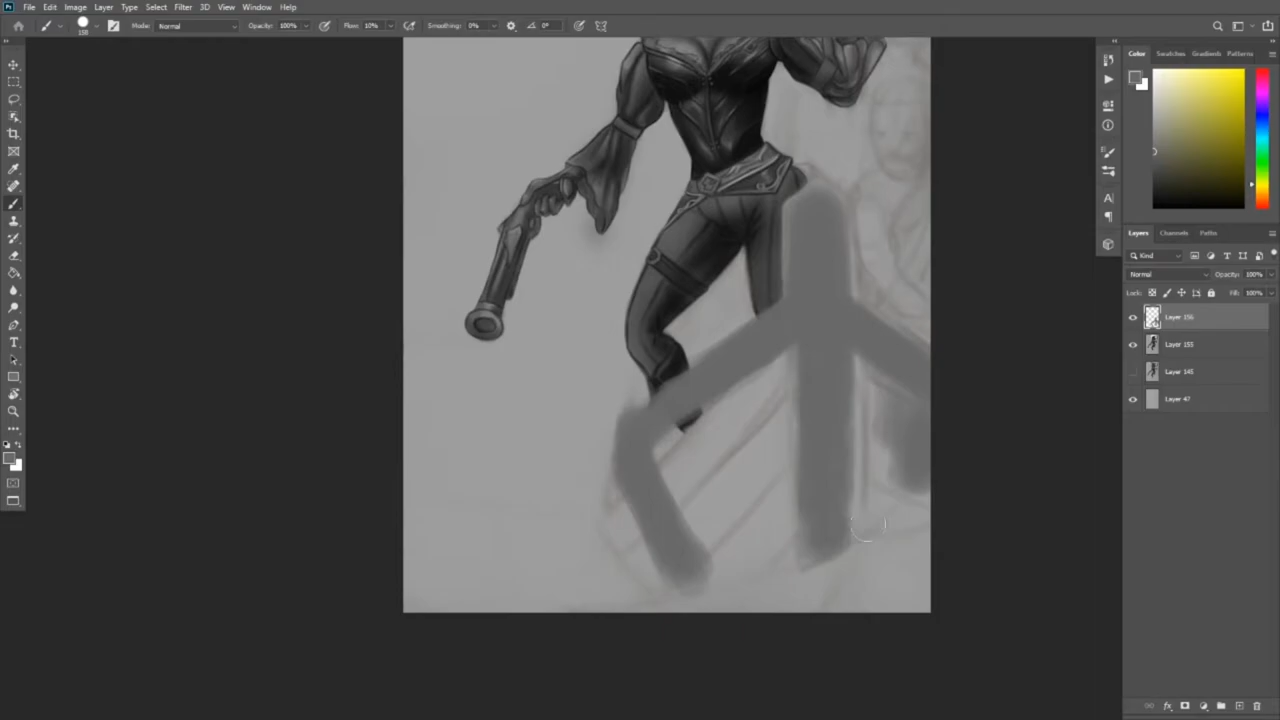 Ps File Edit Image Layer Type Select Filter 3D View Window Help
158 Mode: Normal Opacity: 100% Flow: 10% Smoothing: 0% 0°
Color Swatches Gradients Patterns
Layers Channels Paths
Kind
Normal Opacity: 100%
Lock: Fill: 100%
Layer 156
Layer 155
Layer 145
Layer 47